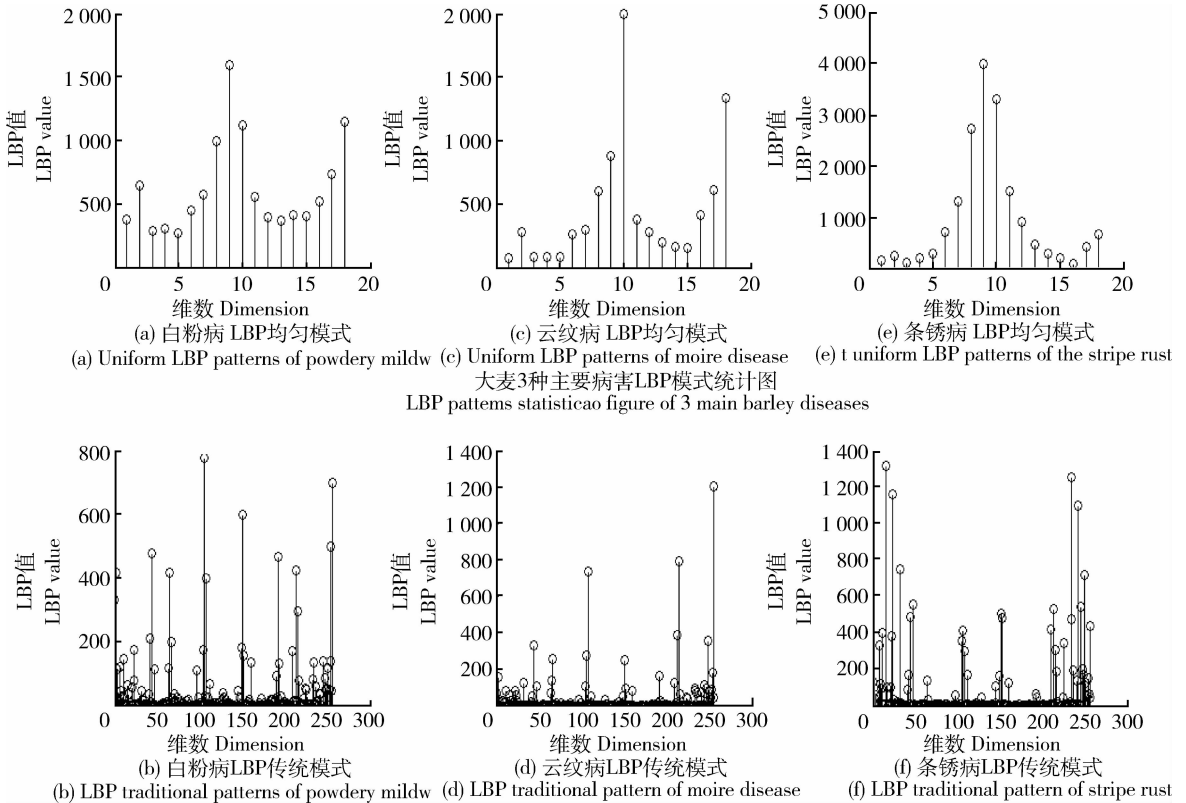 2 000
1 500
1 000
500
0
5
10
15
20
LBP值
LBP value
维数 Dimension
(a) 白粉病 LBP均匀模式
(a) Uniform LBP patterns of powdery mildw
2 000
1 500
1 000
500
0
5
10
15
20
LBP值
LBP value
维数 Dimension
(c) 云纹病 LBP均匀模式
(c) Uniform LBP patterns of moire disease
5 000
4 000
3 000
2 000
1 000
0
5
10
15
20
LBP值
LBP value
维数 Dimension
(e) 条锈病 LBP均匀模式
(e) t uniform LBP patterns of the stripe rust
大麦3种主要病害LBP模式统计图
LBP pattems statisticao figure of 3 main barley diseases
800
600
400
200
0
50
100
150
200
250
300
LBP值
LBP value
维数 Dimension
(b) 白粉病LBP传统模式
(b) LBP traditional patterns of powdery mildw
1 400
1 200
1 000
800
600
400
200
0
50
100
150
200
250
300
LBP值
LBP value
维数 Dimension
(d) 云纹病LBP传统模式
(d) LBP traditional pattern of moire disease
1 400
1 200
1 000
800
600
400
200
0
50
100
150
200
250
300
LBP值
LBP value
维数 Dimension
(f) 条锈病LBP传统模式
(f) LBP traditional pattern of stripe rust